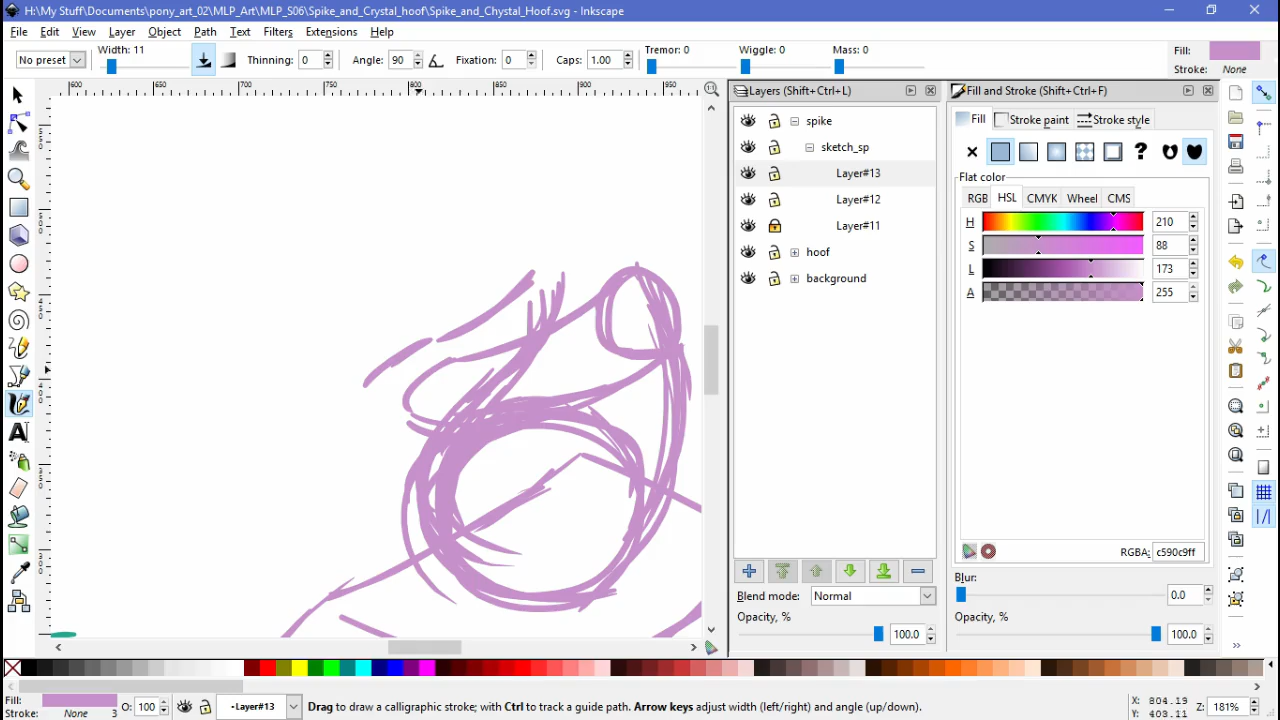 H:\My Stuff\Documents\pony_art_02\MLP_Art\MLP_S06\Spike_and_Crystal_hoof\Spike_and_Chystal_Hoof.svg - Inkscape
File Edit View Layer Object Path Text Filters Extensions Help
No preset Width: 11 Thinning: 0 Angle: 90 Fixation: 0 Caps: 1.00 Tremor: 0 Wiggle: 0 Mass: 0 Fill:
Stroke: None
600 700 800 900 950
Layers (Shift+Ctrl+L) Fill and Stroke (Shift+Ctrl+F)
spike
sketch_sp
Layer#13
Layer#12
Layer#11
hoof
background
Fill Stroke paint Stroke style
?
Flat color
RGB HSL CMYK Wheel CMS
H 210
S 88
L 173
A 255
RGBA: c590c9ff
Blend mode: Normal
Opacity, % 100.0
Blur:
0.0
Opacity, %
100.0
Fill:
Stroke: None 3
O: 100
•Layer#13
Drag to draw a calligraphic stroke; with Ctrl to track a guide path. Arrow keys adjust width (left/right) and angle (up/down).
X: 804.19
Y: 403.11
Z: 181%